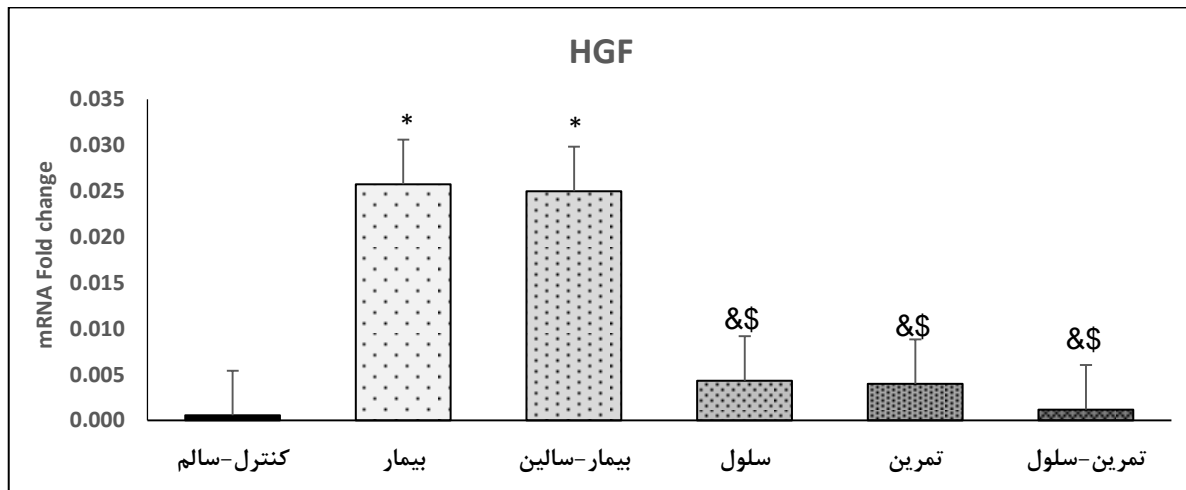 HGF
mRNA Fold change
0.035
0.030
0.025
0.020
0.015
0.010
0.005
0.000
*
*
&$
&$
&$
کنترل-سالم
بیمار
بیمار-سالین
سلول
تمرین
تمرین-سلول